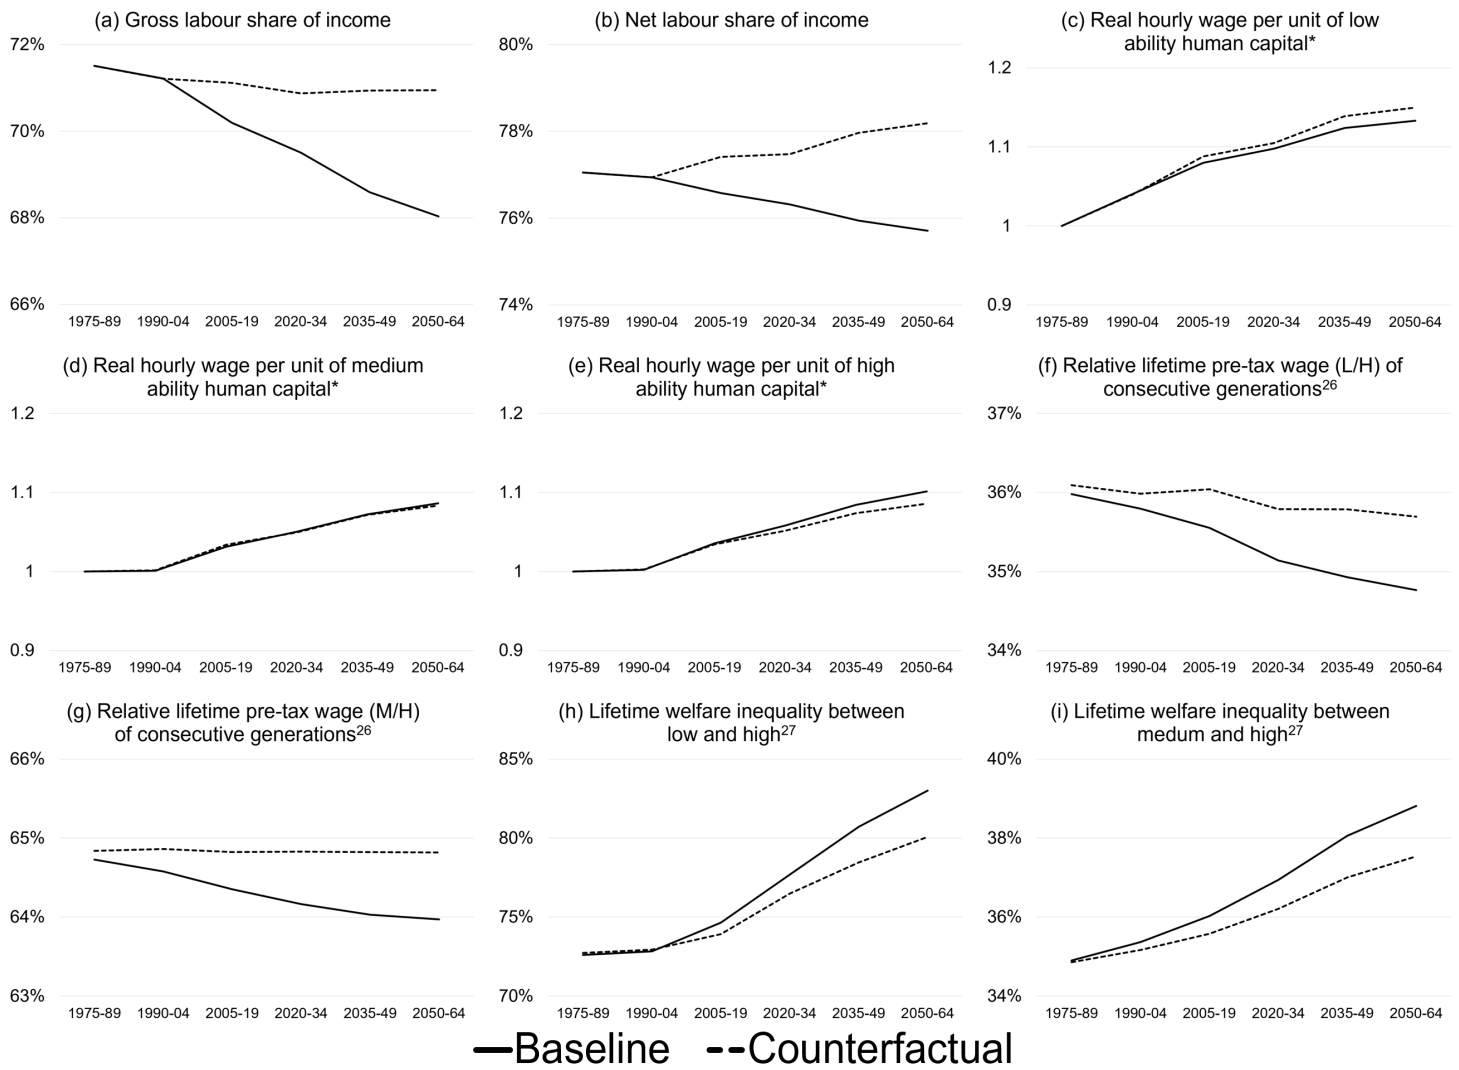 (a) Gross labour share of income
72%
70%
68%
66%
1975-89 1990-04 2005-19 2020-34 2035-49 2050-64
(b) Net labour share of income
80%
78%
76%
74%
1975-89 1990-04 2005-19 2020-34 2035-49 2050-64
(c) Real hourly wage per unit of low
ability human capital*
1.2
1.1
1
0.9
1975-89 1990-04 2005-19 2020-34 2035-49 2050-64
(d) Real hourly wage per unit of medium
ability human capital*
1.2
1.1
1
0.9
1975-89 1990-04 2005-19 2020-34 2035-49 2050-64
(e) Real hourly wage per unit of high
ability human capital*
1.2
1.1
1
0.9
1975-89 1990-04 2005-19 2020-34 2035-49 2050-64
(f) Relative lifetime pre-tax wage (L/H) of
consecutive generations26
37%
36%
35%
34%
1975-89 1990-04 2005-19 2020-34 2035-49 2050-64
(g) Relative lifetime pre-tax wage (M/H)
of consecutive generations26
66%
65%
64%
63%
1975-89 1990-04 2005-19 2020-34 2035-49 2050-64
(h) Lifetime welfare inequality between
low and high27
85%
80%
75%
70%
1975-89 1990-04 2005-19 2020-34 2035-49 2050-64
(i) Lifetime welfare inequality between
medum and high27
40%
38%
36%
34%
1975-89 1990-04 2005-19 2020-34 2035-49 2050-64
Baseline Counterfactual